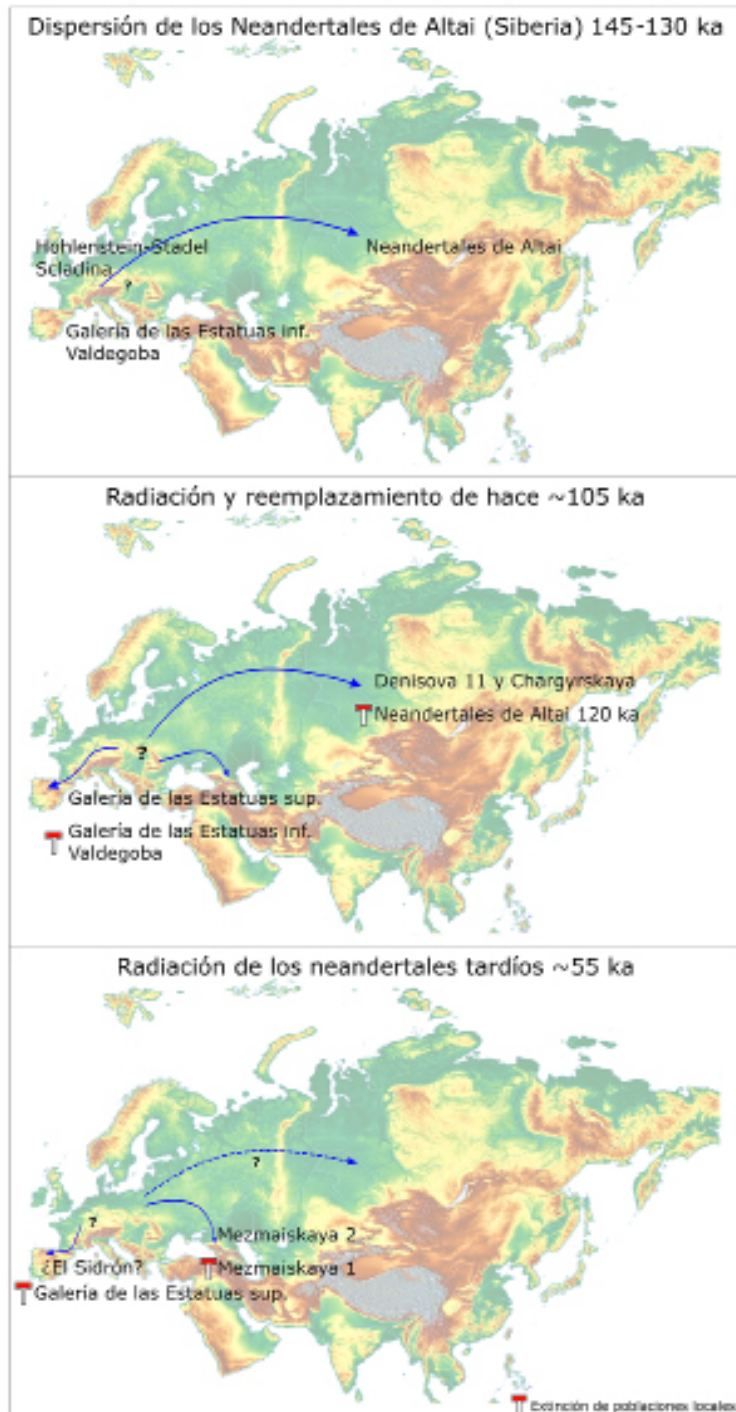 Dispersión de los Neandertales de Altai (Siberia) 145-130 ka
Hohlenstein-Stadel
Scladina
Neandertales de Altai
?
Galería de las Estatuas inf.
Valdegoba
Radiación y reemplazamiento de hace ~105 ka
Denisova 11 y Chargyrskaya
Neandertales de Altai 120 ka
?
Galería de las Estatuas sup.
Galería de las Estatuas inf.
Valdegoba
Radiación de los neandertales tardíos ~55 ka
?
?
Mezmaiskaya 2
¿El Sidrón?
Mezmaiskaya 1
Galería de las Estatuas sup.
Extinción de poblaciones locales